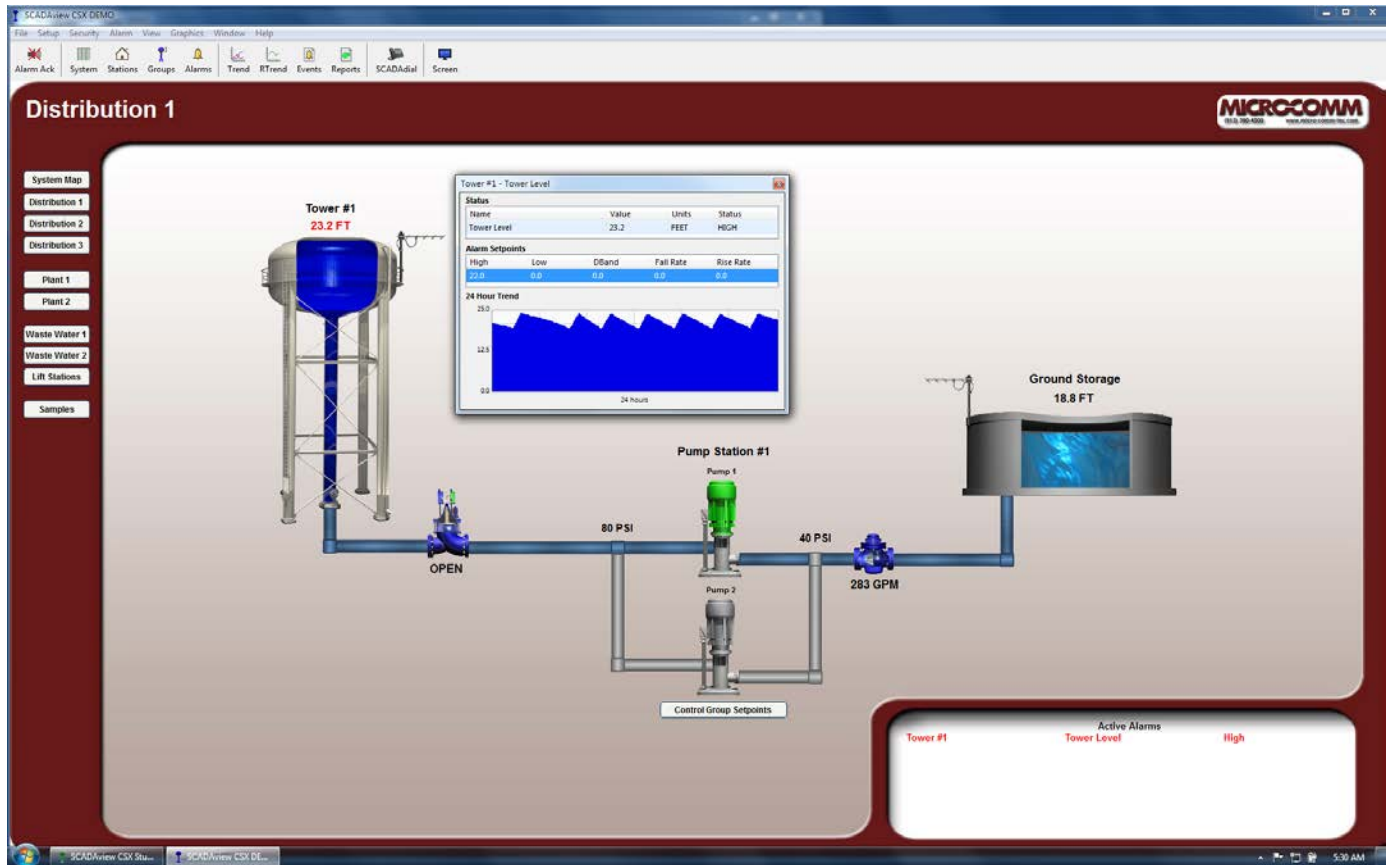 SCADAview CSX DEMO
File Setup Security Alarm View Graphics Window Help
Alarm Ack System Stations Groups Alarms Trend RTrend Events Reports SCADAdial Screen
Distribution 1
MICRO-COMM
System Map
Distribution 1
Distribution 2
Distribution 3
Plant 1
Plant 2
Waste Water 1
Waste Water 2
Lift Stations
Samples
Tower #1
23.2 FT
Tower #1 - Tower Level
Status
Name Value Units Status
Tower Level 23.2 FEET HIGH
Alarm Setpoints
High Low DBand Fall Rate Rise Rate
22.0 0.0 0.0 0.0 0.0
24 Hour Trend
25.0
12.5
0.0
24 hours
Ground Storage
18.8 FT
Pump Station #1
Pump 1
80 PSI
40 PSI
OPEN
283 GPM
Pump 2
Control Group Setpoints
Active Alarms
Tower #1 Tower Level High
SCADAview CSX Stu... SCADAview CSX DE... 5:30 AM